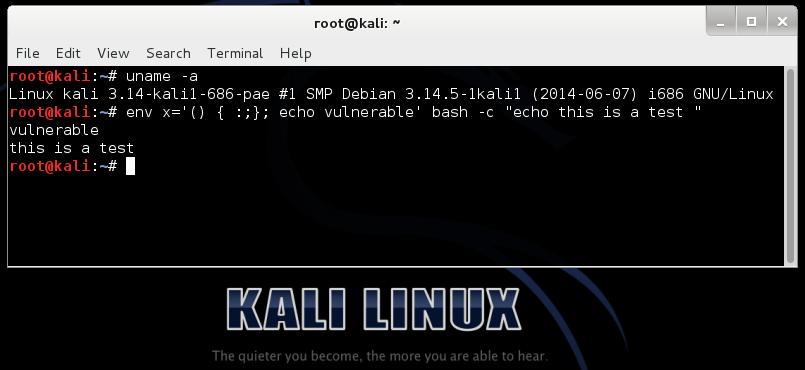 root@kali: ~
File Edit View Search Terminal Help
root@kali:~# uname -a
Linux kali 3.14-kali1-686-pae #1 SMP Debian 3.14.5-1kali1 (2014-06-07) i686 GNU/Linux
root@kali:~# env x='() { :;}; echo vulnerable' bash -c "echo this is a test "
vulnerable
this is a test
root@kali:~#
KALI LINUX
The quieter you become, the more you are able to hear.